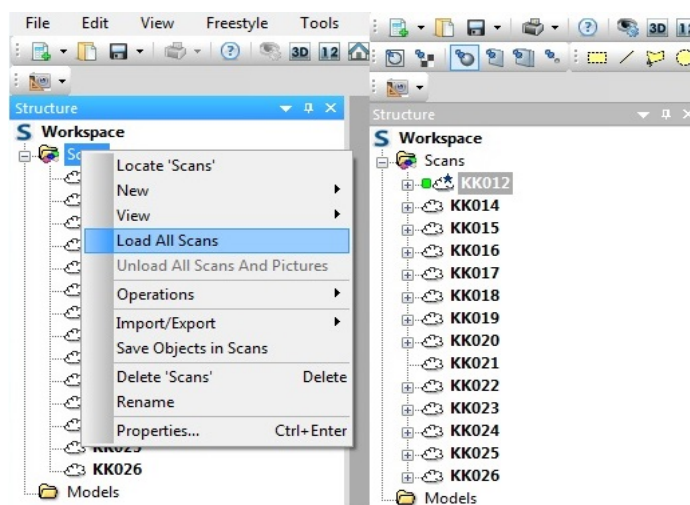 File Edit View Freestyle Tools
3D 12
Structure
S Workspace
Locate 'Scans'
New
View
Load All Scans
Unload All Scans And Pictures
Operations
Import/Export
Save Objects in Scans
Delete 'Scans' Delete
Rename
Properties... Ctrl+Enter
KK025
KK026
Models
3D
Structure
S Workspace
Scans
KK012
KK014
KK015
KK016
KK017
KK018
KK019
KK020
KK021
KK022
KK023
KK024
KK025
KK026
Models